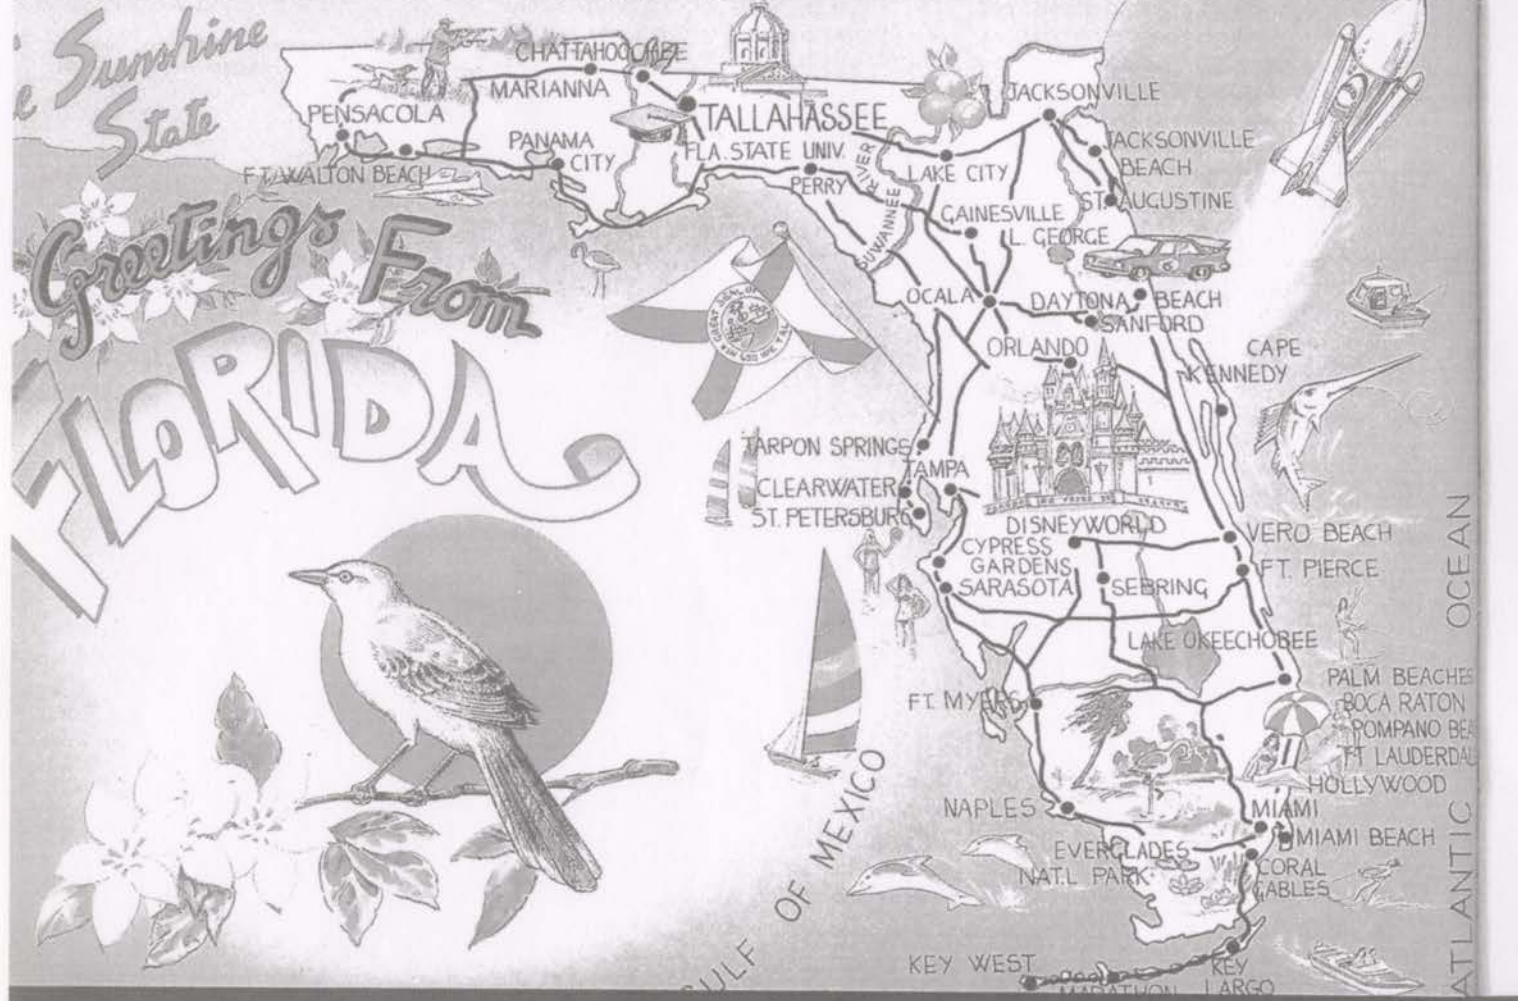 Sunshine
State
Greetings From
FLORIDA
CHATTAHOOCHEE
MARIANNA
PENSACOLA
FT. WALTON BEACH
PANAMA
CITY
TALLAHASSEE
FLA. STATE UNIV.
PERRY
SUWANNEE RIVER
LAKE CITY
JACKSONVILLE
JACKSONVILLE
BEACH
ST. AUGUSTINE
GAINESVILLE
L. GEORGE
OCALA
DAYTONA BEACH
SANFORD
ORLANDO
CAPE
KENNEDY
TARPON SPRINGS
TAMPA
CLEARWATER
ST. PETERSBURG
DISNEYWORLD
CYPRESS
GARDENS
SARASOTA
SEBRING
VERO BEACH
FT. PIERCE
LAKE OKEECHOBEE
FT. MYERS
PALM BEACHES
BOCA RATON
POMPANO BEA
FT LAUDERDAL
HOLLYWOOD
NAPLES
MIAMI
MIAMI BEACH
EVERGLADES
NAT.L PARK
CORAL
GABLES
KEY WEST
MARATHON
KEY
LARGO
GULF OF MEXICO
ATLANTIC OCEAN